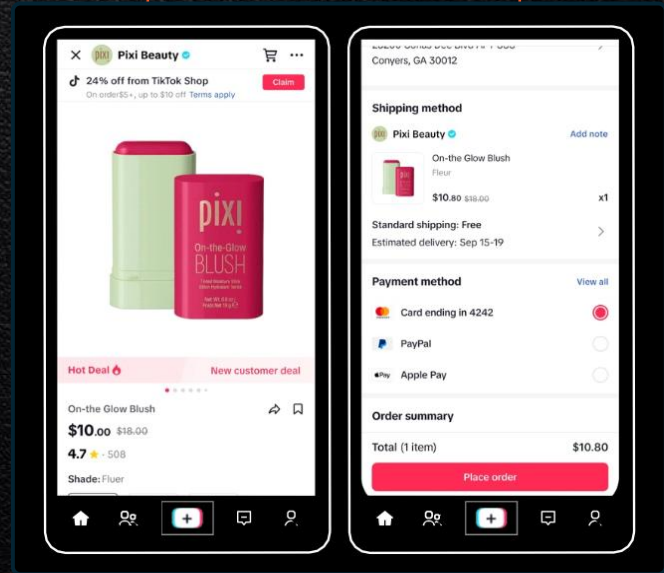 pixi Pixi Beauty
24% off from TikTok Shop
Claim
On order$5+, up to $10 off Terms apply
pixi
On-the-Glow
BLUSH
Hot Deal New customer deal
On-the Glow Blush
$10.00 $18.00
4.7 · 508
Shade: Fluer
Conyers, GA 30012
Shipping method
pixi Pixi Beauty Add note
On-the Glow Blush
Fleur
$10.80 $18.00 x1
Standard shipping: Free
Estimated delivery: Sep 15-19
Payment method View all
Card ending in 4242
PayPal
Pay Apple Pay
Order summary
Total (1 item) $10.80
Place order